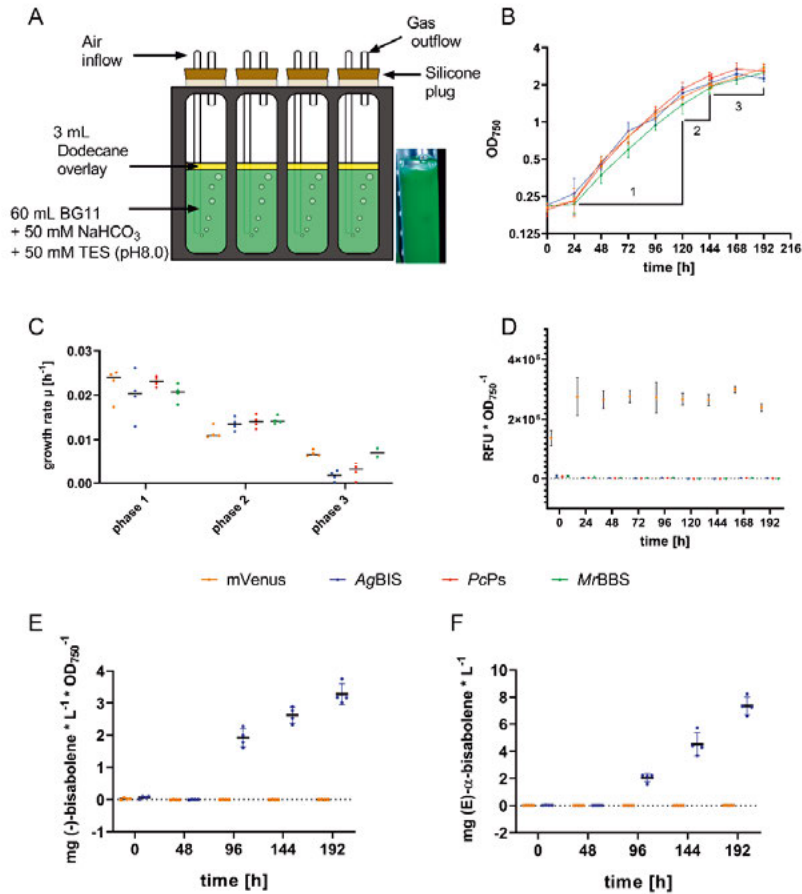 A
Air
inflow
Gas
outflow
Silicone
plug
3 mL
Dodecane
overlay
60 mL BG11
+ 50 mM NaHCO₃
+ 50 mM TES (pH8.0)
B
OD₇₅₀
4
2
1
0.5
0.25
0.125
1
2
3
0 24 48 72 96 120 144 168 192 216
time [h]
C
growth rate µ [h⁻¹]
0.03
0.02
0.01
0.00
phase 1
phase 2
phase 3
D
RFU * OD₇₅₀⁻¹
4×10⁵
2×10⁵
0
0 24 48 72 96 120 144 168 192
time [h]
mVenus AgBIS PcPs MrBBS
E
mg (-)-bisabolene * L⁻¹ * OD₇₅₀⁻¹
4
3
2
1
0
-1
0 48 96 144 192
time [h]
F
mg (E)-α-bisabolene * L⁻¹
10
8
6
4
2
0
-2
0 48 96 144 192
time [h]